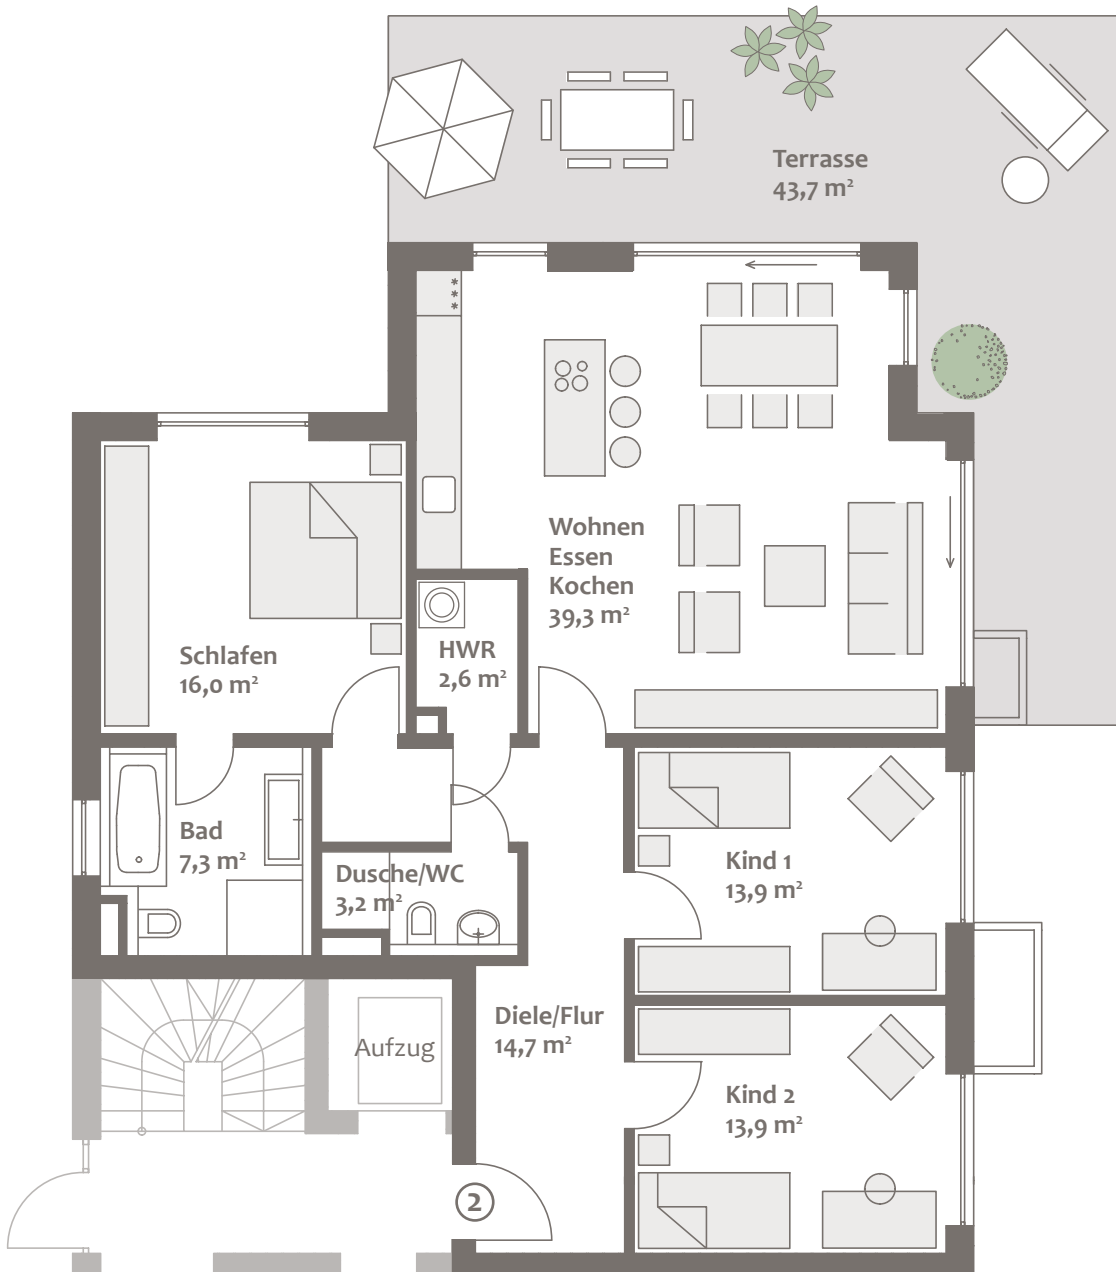 Terrasse
43,7 m²
Wohnen
Essen
Kochen
39,3 m²
Schlafen
16,0 m²
HWR
2,6 m²
Bad
7,3 m²
Dusche/WC
3,2 m²
Kind 1
13,9 m²
Diele/Flur
14,7 m²
Aufzug
Kind 2
13,9 m²
2